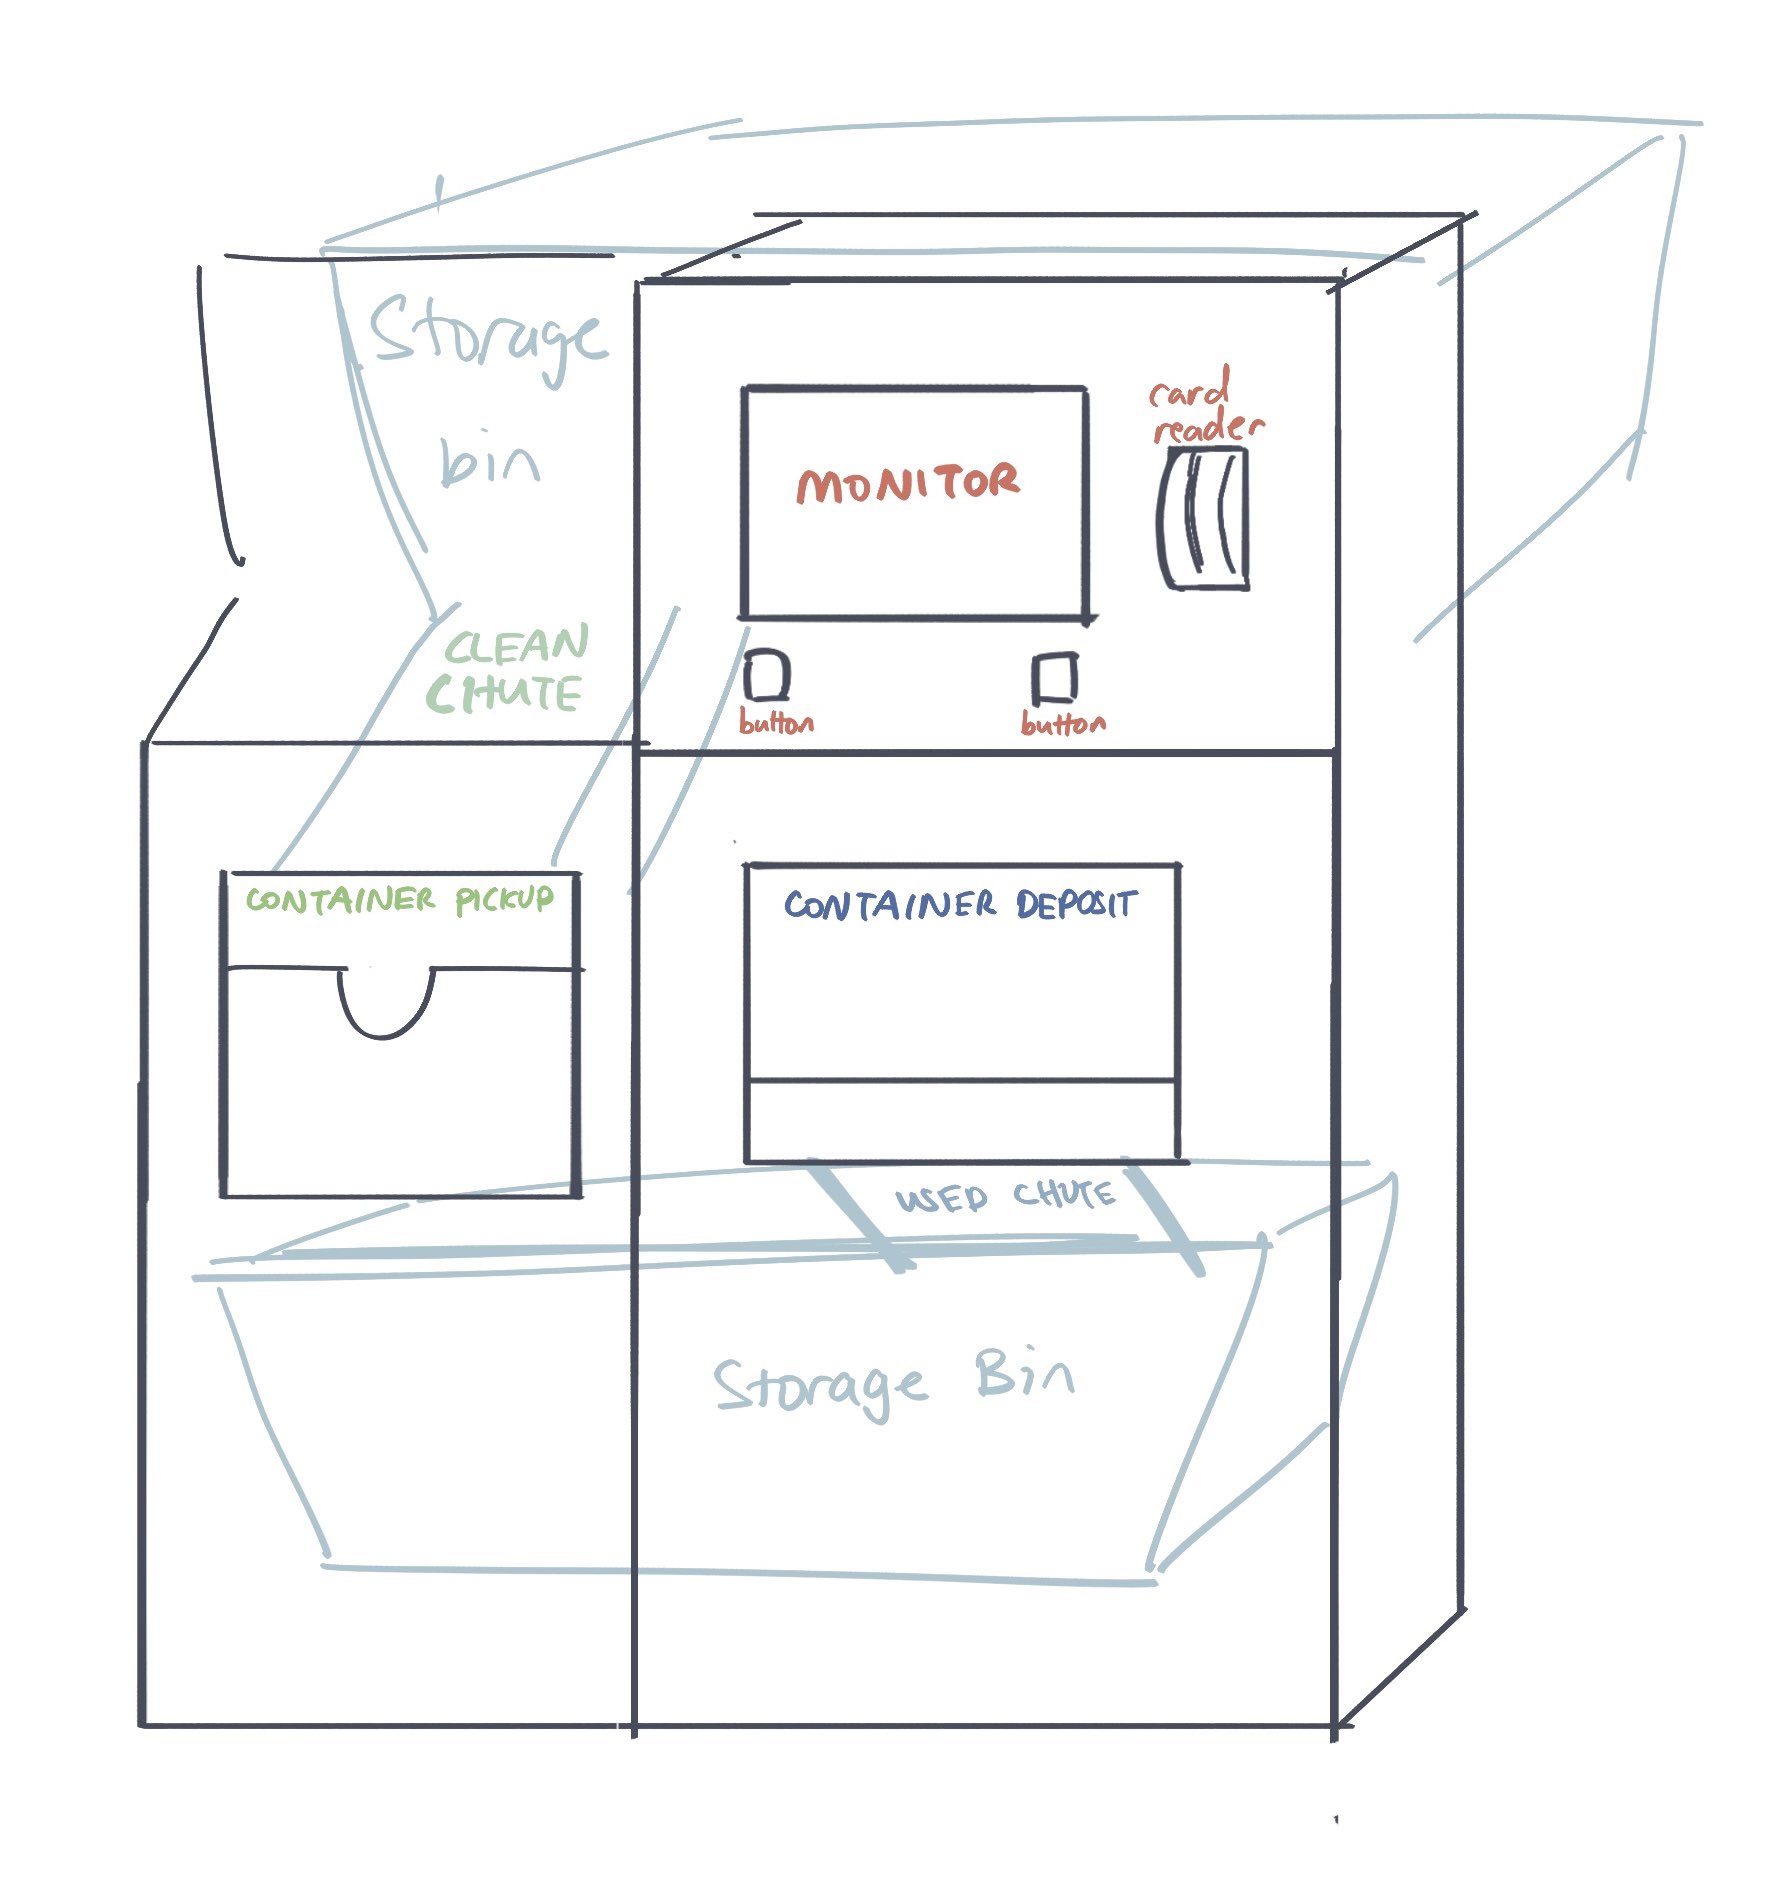 Storage
bin
card
reader
MONITOR
CLEAN
CHUTE
button
button
CONTAINER PICKUP
CONTAINER DEPOSIT
USED CHUTE
Storage Bin